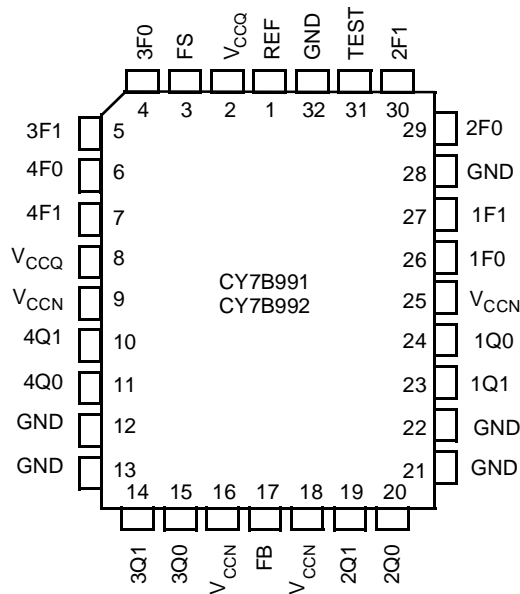 3F0 FS VCCQ REF GND TEST 2F1
4 3 2 1 32 31 30
3F1 5 29 2F0
4F0 6 28 GND
4F1 7 27 1F1
VCCQ 8 26 1F0
VCCN 9 25 VCCN
CY7B991
CY7B992
4Q1 10 24 1Q0
4Q0 11 23 1Q1
GND 12 22 GND
GND 13 21 GND
14 15 16 17 18 19 20
3Q1 3Q0 VCCN FB VCCN 2Q1 2Q0